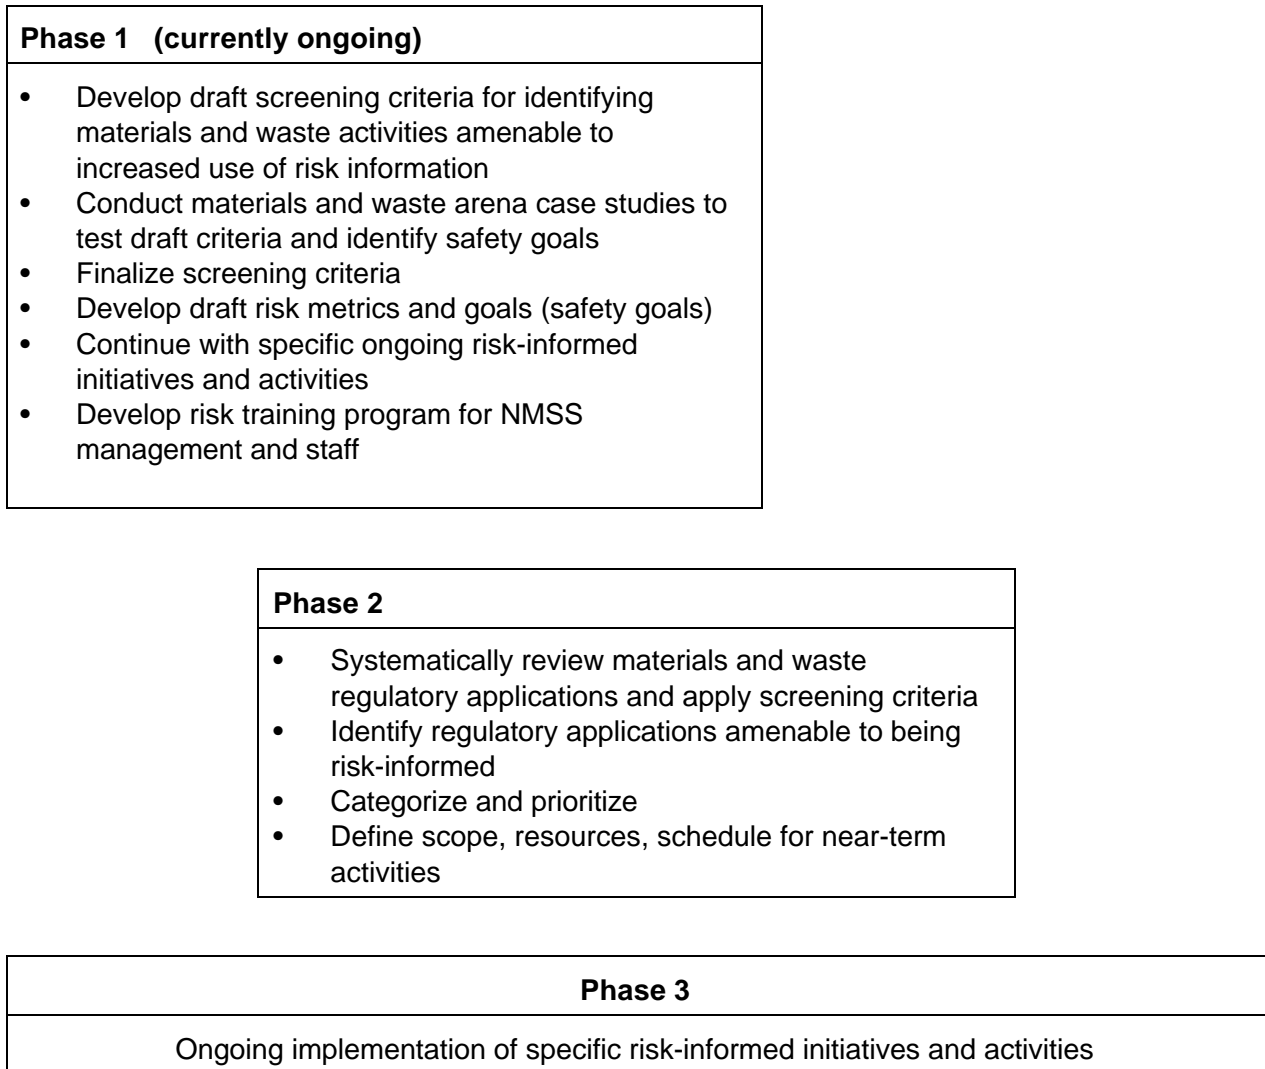 Phase 1   (currently ongoing)
•	Develop draft screening criteria for identifying
materials and waste activities amenable to
increased use of risk information
•	Conduct materials and waste arena case studies to
test draft criteria and identify safety goals
•	Finalize screening criteria
•	Develop draft risk metrics and goals (safety goals)
•	Continue with specific ongoing risk-informed
initiatives and activities
•	Develop risk training program for NMSS
management and staff
Phase 2
•	Systematically review materials and waste
regulatory applications and apply screening criteria
•	Identify regulatory applications amenable to being
risk-informed
•	Categorize and prioritize
•	Define scope, resources, schedule for near-term
activities
Phase 3
Ongoing implementation of specific risk-informed initiatives and activities